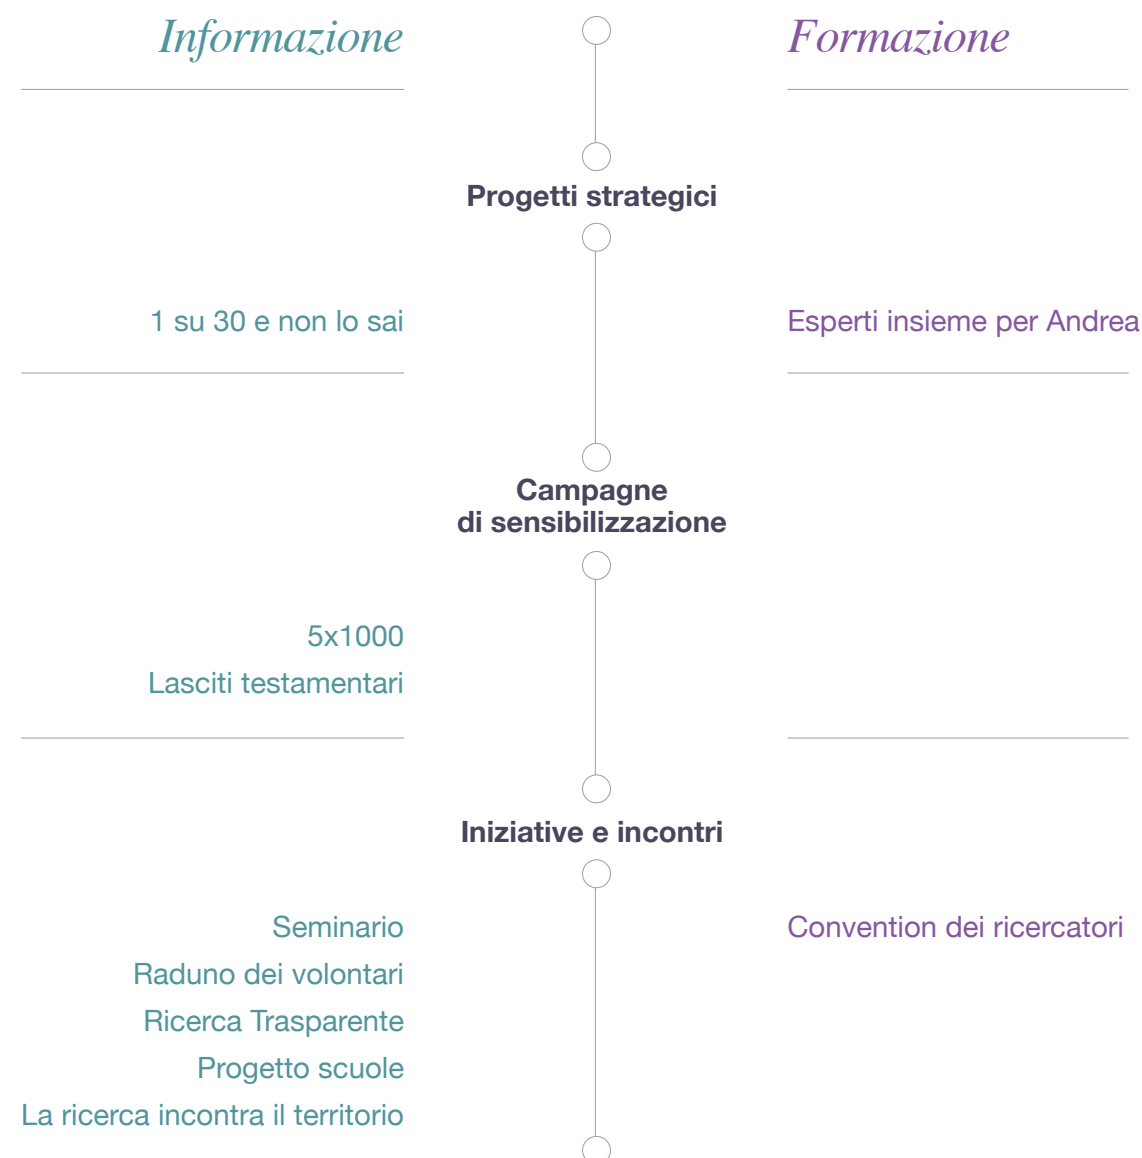 Informazione
Formazione
Progetti strategici
1 su 30 e non lo sai
Esperti insieme per Andrea
Campagne
di sensibilizzazione
5x1000
Lasciti testamentari
Iniziative e incontri
Seminario
Convention dei ricercatori
Raduno dei volontari
Ricerca Trasparente
Progetto scuole
La ricerca incontra il territorio